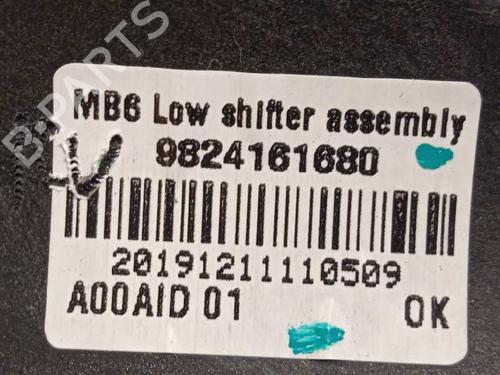 MB6 Low shifter assembly
9824161680
20191211110509
A00AID 01 OK